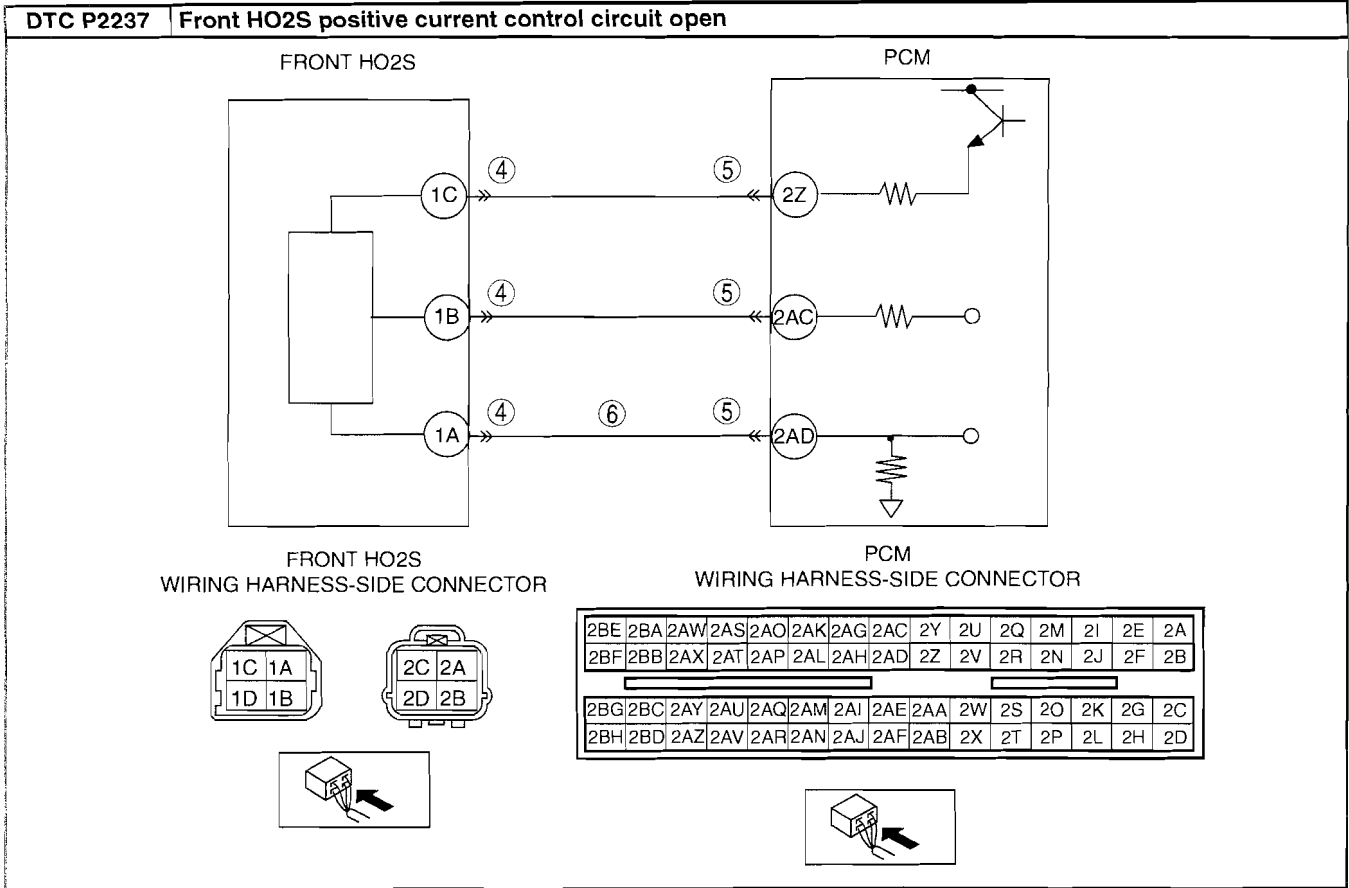 DTC P2237 Front HO2S positive current control circuit open
FRONT HO2S
PCM
1C
4
5
2Z
1B
4
5
2AC
1A
4
6
5
2AD
FRONT HO2S
WIRING HARNESS-SIDE CONNECTOR
1C 1A
1D 1B
2C 2A
2D 2B
PCM
WIRING HARNESS-SIDE CONNECTOR
2BE 2BA 2AW 2AS 2AO 2AK 2AG 2AC 2Y 2U 2Q 2M 2I 2E 2A
2BF 2BB 2AX 2AT 2AP 2AL 2AH 2AD 2Z 2V 2R 2N 2J 2F 2B
2BG 2BC 2AY 2AU 2AQ 2AM 2AI 2AE 2AA 2W 2S 2O 2K 2G 2C
2BH 2BD 2AZ 2AV 2AR 2AN 2AJ 2AF 2AB 2X 2T 2P 2L 2H 2D